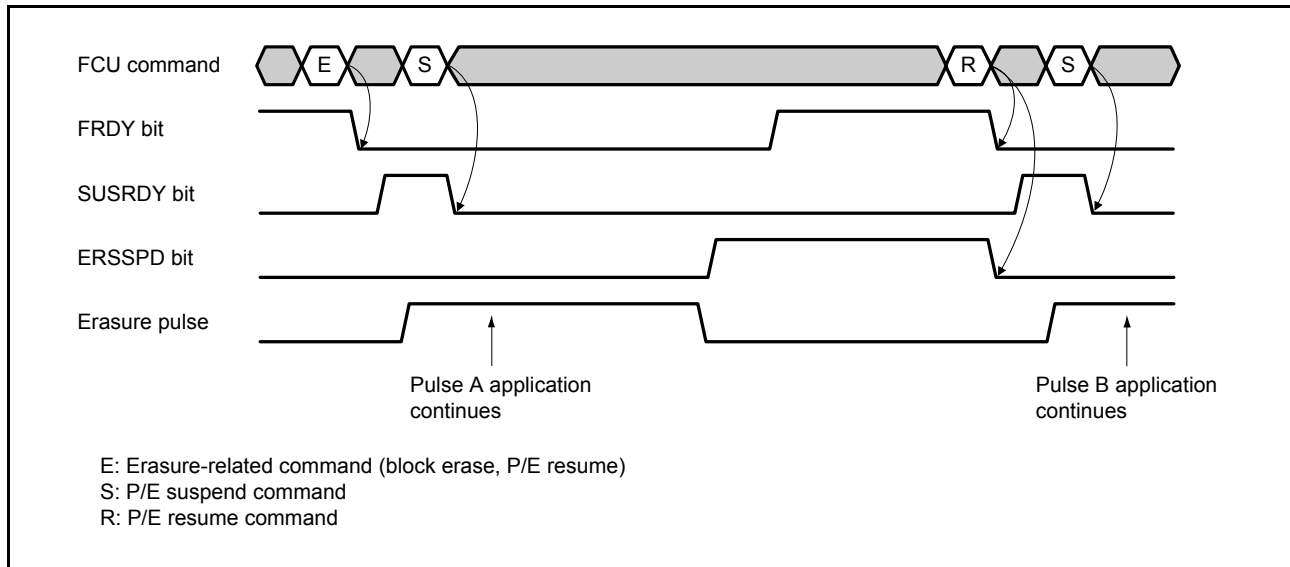 FCU command
E
S
R
S
FRDY bit
SUSRDY bit
ERSSPD bit
Erasure pulse
Pulse A application
continues
Pulse B application
continues
E: Erasure-related command (block erase, P/E resume)
S: P/E suspend command
R: P/E resume command